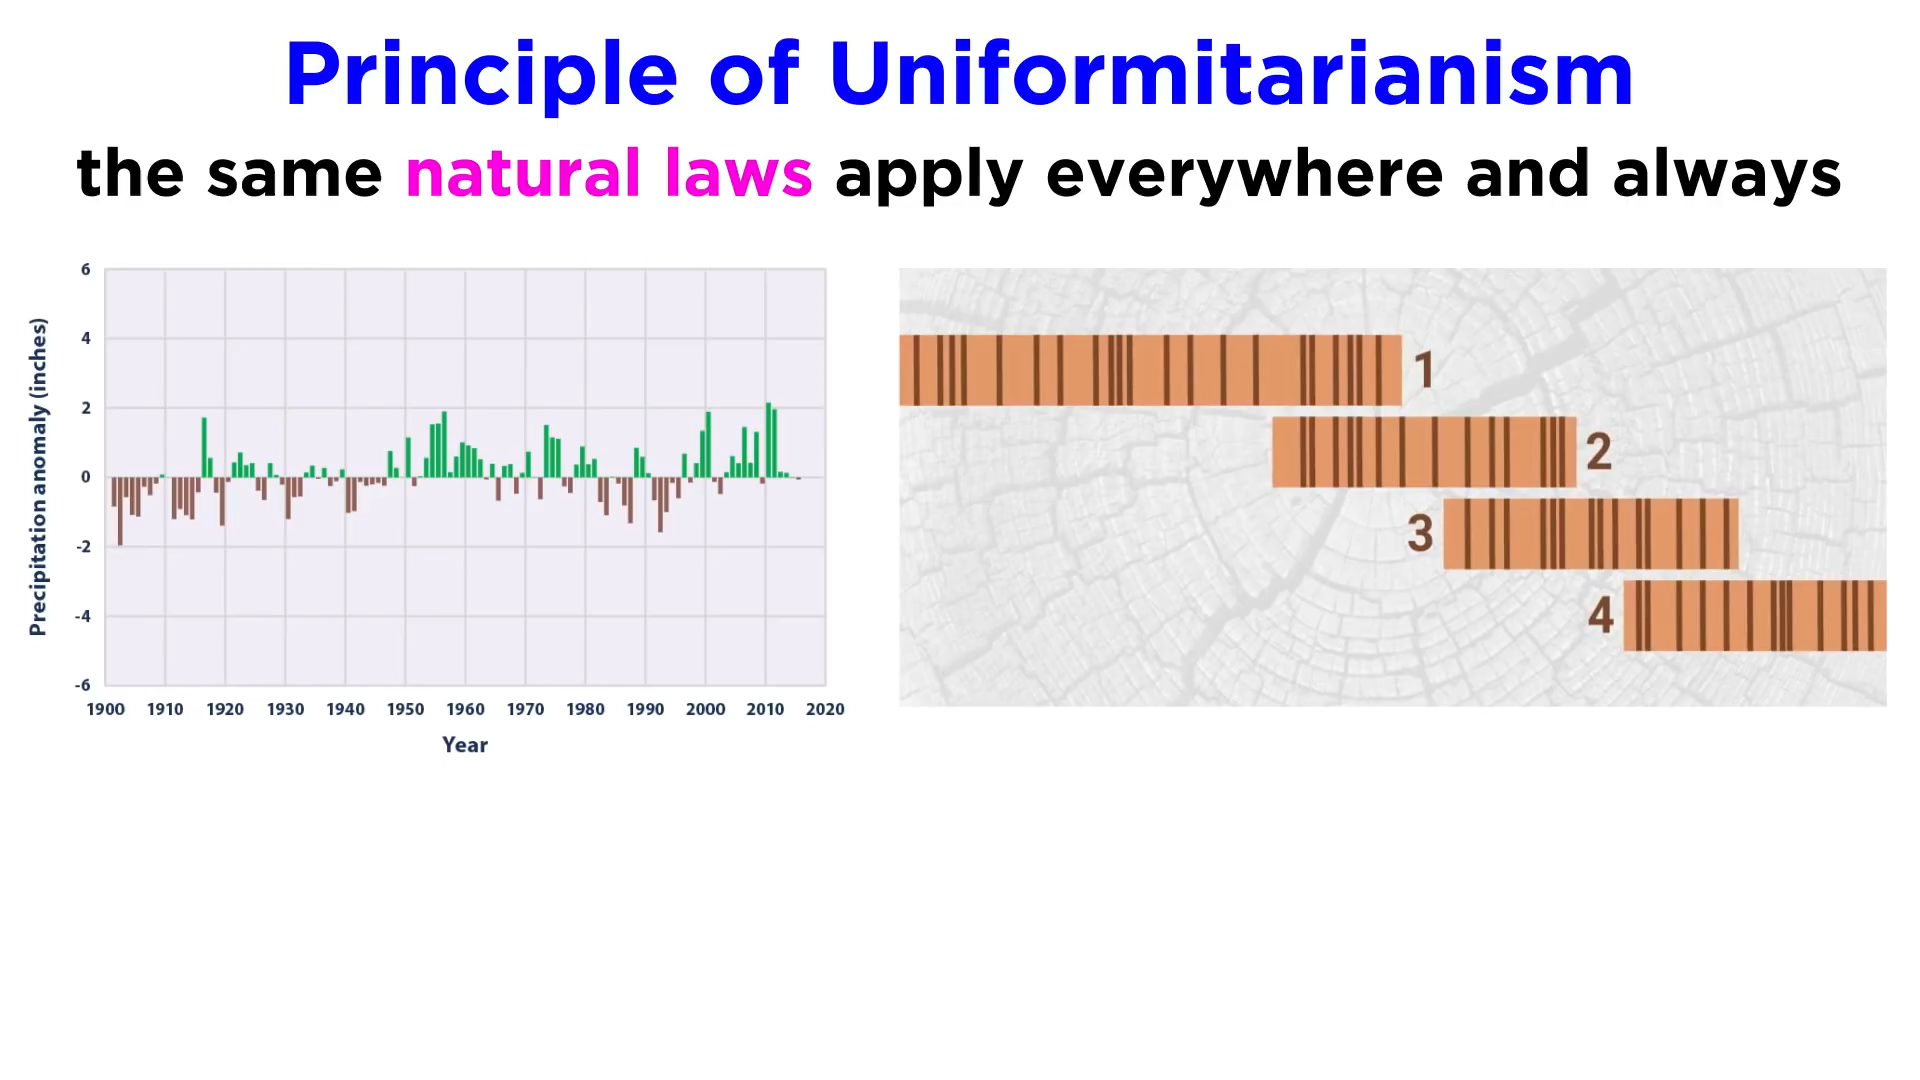 Principle of Uniformitarianism
the same natural laws apply everywhere and always
Precipitation anomaly (inches)
6
4
2
0
-2
-4
-6
1900 1910 1920 1930 1940 1950 1960 1970 1980 1990 2000 2010 2020
Year
1
2
3
4